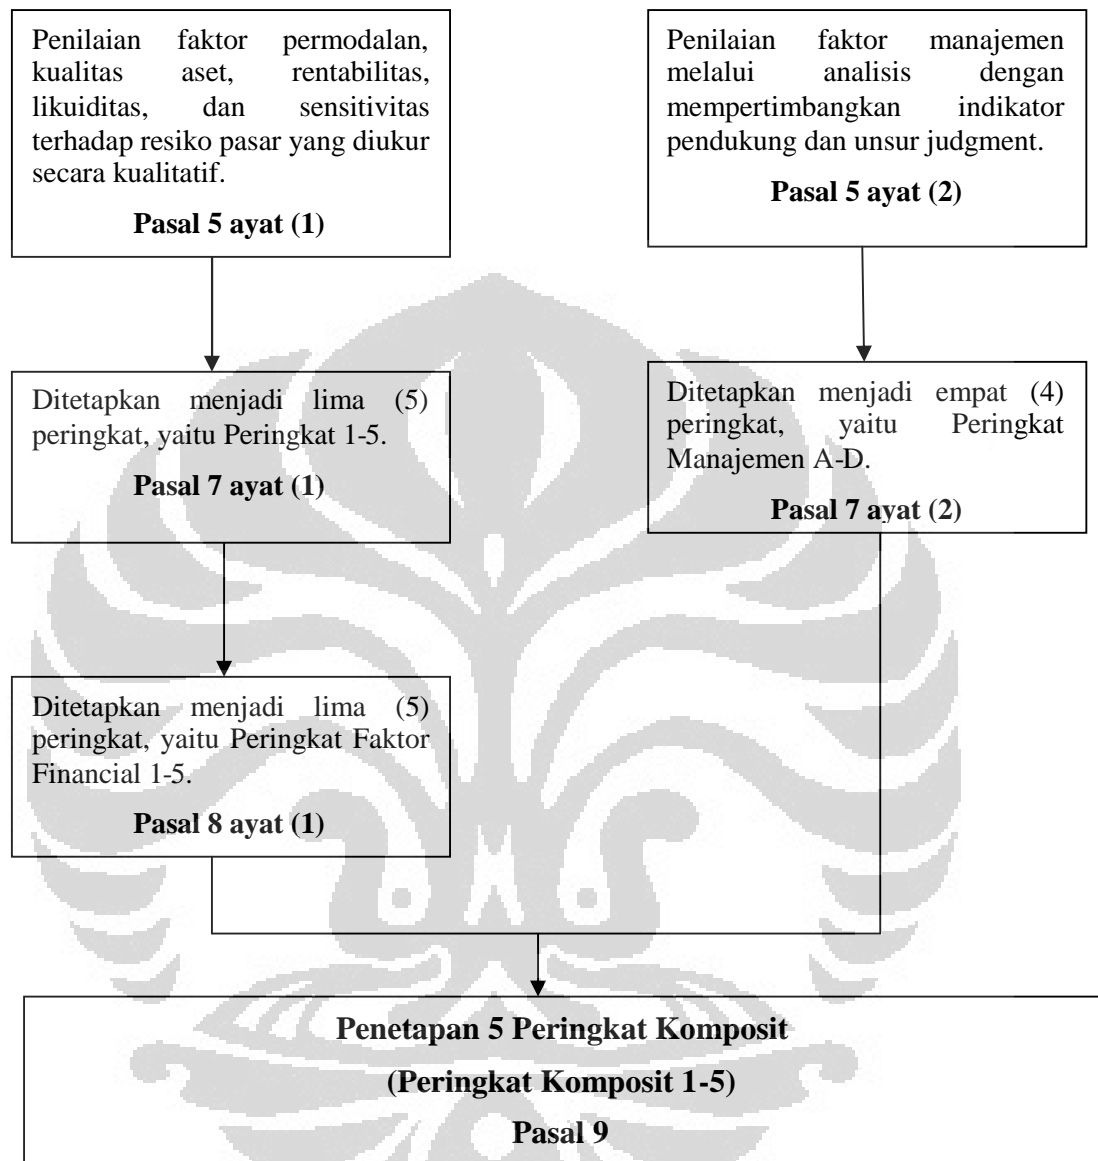 Penilaian faktor permodalan,
kualitas aset, rentabilitas,
likuiditas, dan sensitivitas
terhadap resiko pasar yang diukur
secara kualitatif.
Pasal 5 ayat (1)
Penilaian faktor manajemen
melalui analisis dengan
mempertimbangkan indikator
pendukung dan unsur judgment.
Pasal 5 ayat (2)
Ditetapkan menjadi lima (5)
peringkat, yaitu Peringkat 1-5.
Pasal 7 ayat (1)
Ditetapkan menjadi empat (4)
peringkat, yaitu Peringkat
Manajemen A-D.
Pasal 7 ayat (2)
Ditetapkan menjadi lima (5)
peringkat, yaitu Peringkat Faktor
Financial 1-5.
Pasal 8 ayat (1)
Penetapan 5 Peringkat Komposit
(Peringkat Komposit 1-5)
Pasal 9